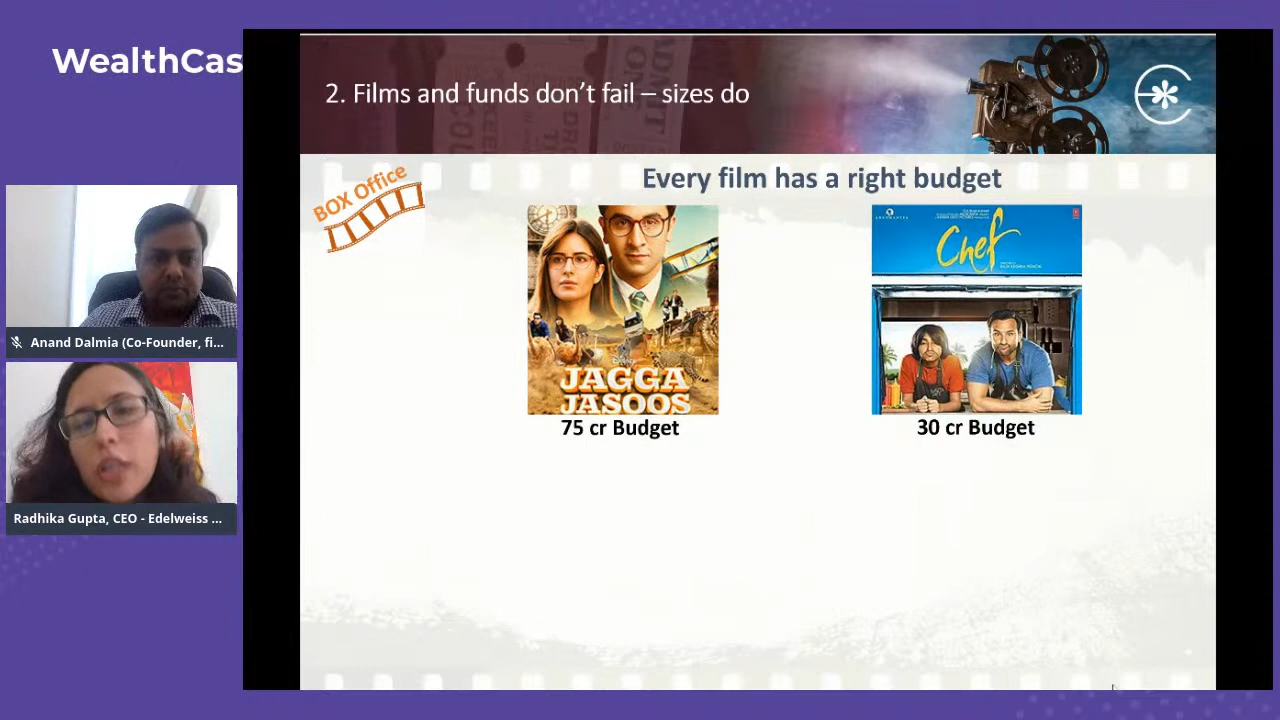 WealthCas
2. Films and funds don't fail – sizes do
BOX Office
Every film has a right budget
JAGGA
JASOOS
75 cr Budget
Chef
30 cr Budget
Anand Dalmia (Co-Founder, fi...
Radhika Gupta, CEO - Edelweiss ...